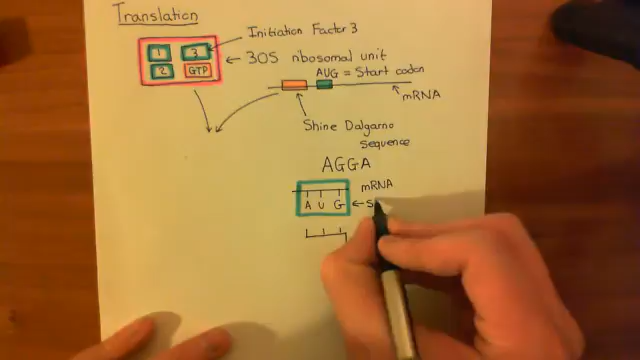 Translation
Initiation Factor 3
1 3
2 GTP
30S ribosomal unit
AUG = Start codon
mRNA
Shine Dalgarno
Sequence
AGGA
mRNA
A U G
S